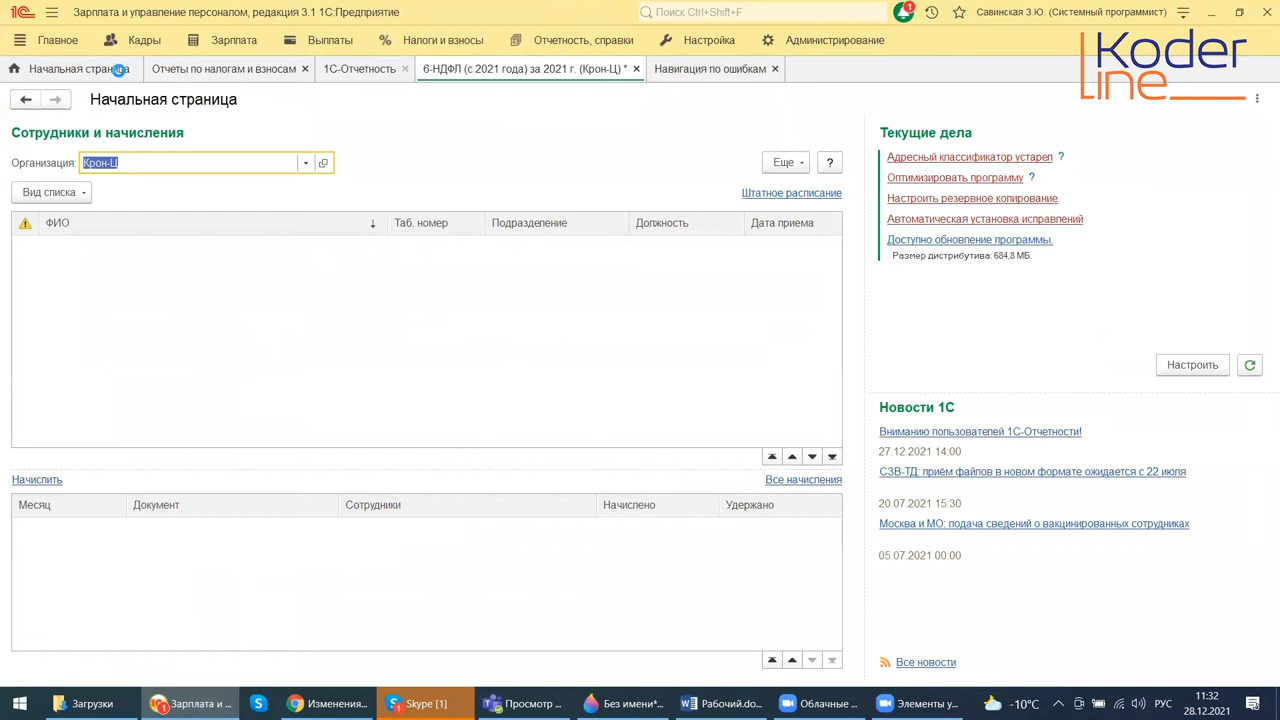 Зарплата и управление персоналом, редакция 3.1 1С:Предприятие
Поиск Ctrl+Shift+F
1
Савинская З.Ю. (Системный программист)
Главное
Кадры
Зарплата
Выплаты
Налоги и взносы
Отчетность, справки
Настройка
Администрирование
Koder
line
Начальная страница
Отчеты по налогам и взносам
1С-Отчетность
6-НДФЛ (с 2021 года) за 2021 г. (Крон-Ц) *
Навигация по ошибкам
Начальная страница
Сотрудники и начисления
Организация: Крон-Ц
Еще
?
Вид списка
Штатное расписание
ФИО
Таб. номер
Подразделение
Должность
Дата приема
Начислить
Все начисления
Месяц
Документ
Сотрудники
Начислено
Удержано
Текущие дела
Адресный классификатор устарел ?
Оптимизировать программу ?
Настроить резервное копирование
Автоматическая установка исправлений
Доступно обновление программы.
Размер дистрибутива: 684,8 МБ.
Настроить
Новости 1С
Вниманию пользователей 1С-Отчетности!
27.12.2021 14:00
СЗВ-ТД: приём файлов в новом формате ожидается с 22 июля
20.07.2021 15:30
Москва и МО: подача сведений о вакцинированных сотрудниках
05.07.2021 00:00
Все новости
Загрузки
Зарплата и ...
Изменения...
Skype [1]
Просмотр ...
Без имени*...
Рабочий.do...
Облачные ...
Элементы у...
-10°C
РУС
11:32
28.12.2021